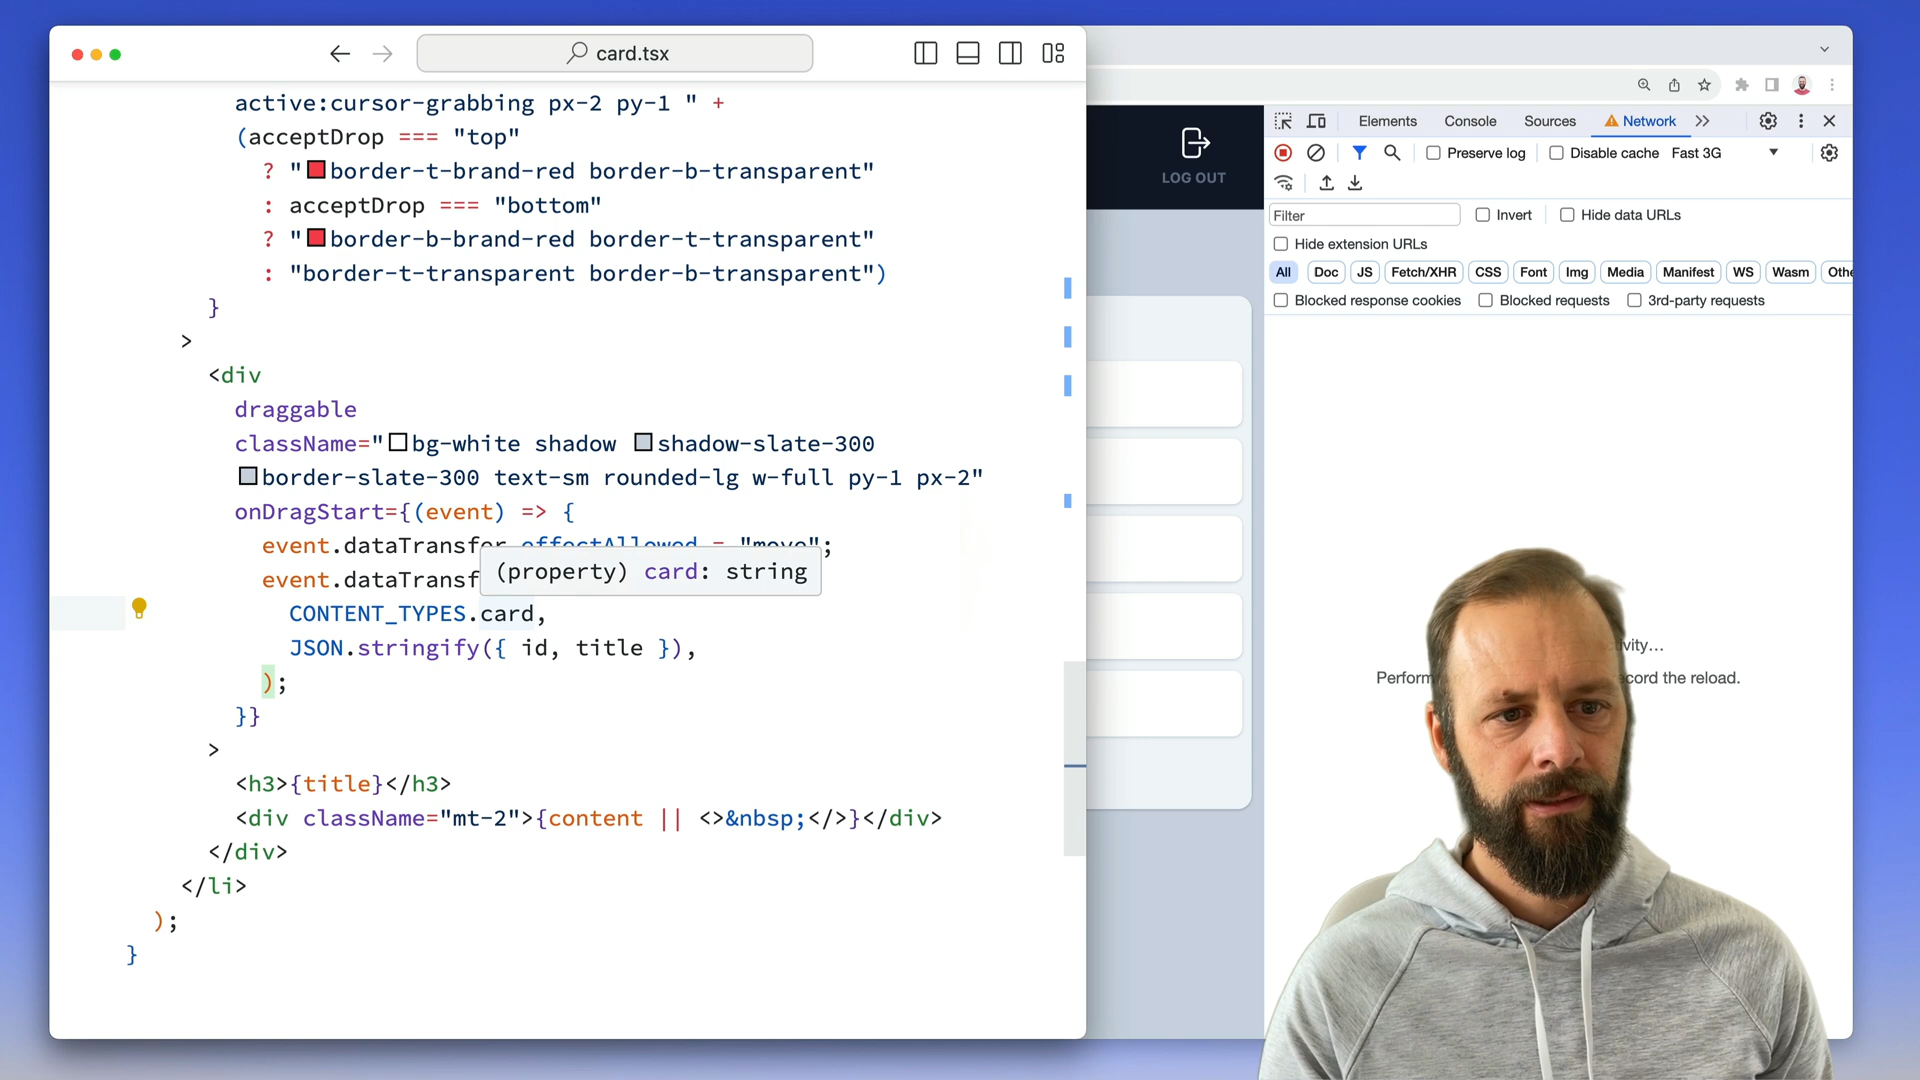 card.tsx
active:cursor-grabbing px-2 py-1 " +
(acceptDrop === "top"
? "border-t-brand-red border-b-transparent"
: acceptDrop === "bottom"
? "border-b-brand-red border-t-transparent"
: "border-t-transparent border-b-transparent")
}
>
<div
draggable
className="bg-white shadow shadow-slate-300
border-slate-300 text-sm rounded-lg w-full py-1 px-2"
onDragStart={(event) => {
event.dataTransfer.effectAllowed = "move";
event.dataTransf
(property) card: string
CONTENT_TYPES.card,
JSON.stringify({ id, title }),
);
}}
>
<h3>{title}</h3>
<div className="mt-2">{content || <>&nbsp;</>}</div>
</div>
</li>
);
}
LOG OUT
Elements Console Sources Network
Preserve log Disable cache Fast 3G
Filter Invert Hide data URLs
Hide extension URLs
All Doc JS Fetch/XHR CSS Font Img Media Manifest WS Wasm Othe
Blocked response cookies Blocked requests 3rd-party requests
ivity…
Perform cord the reload.